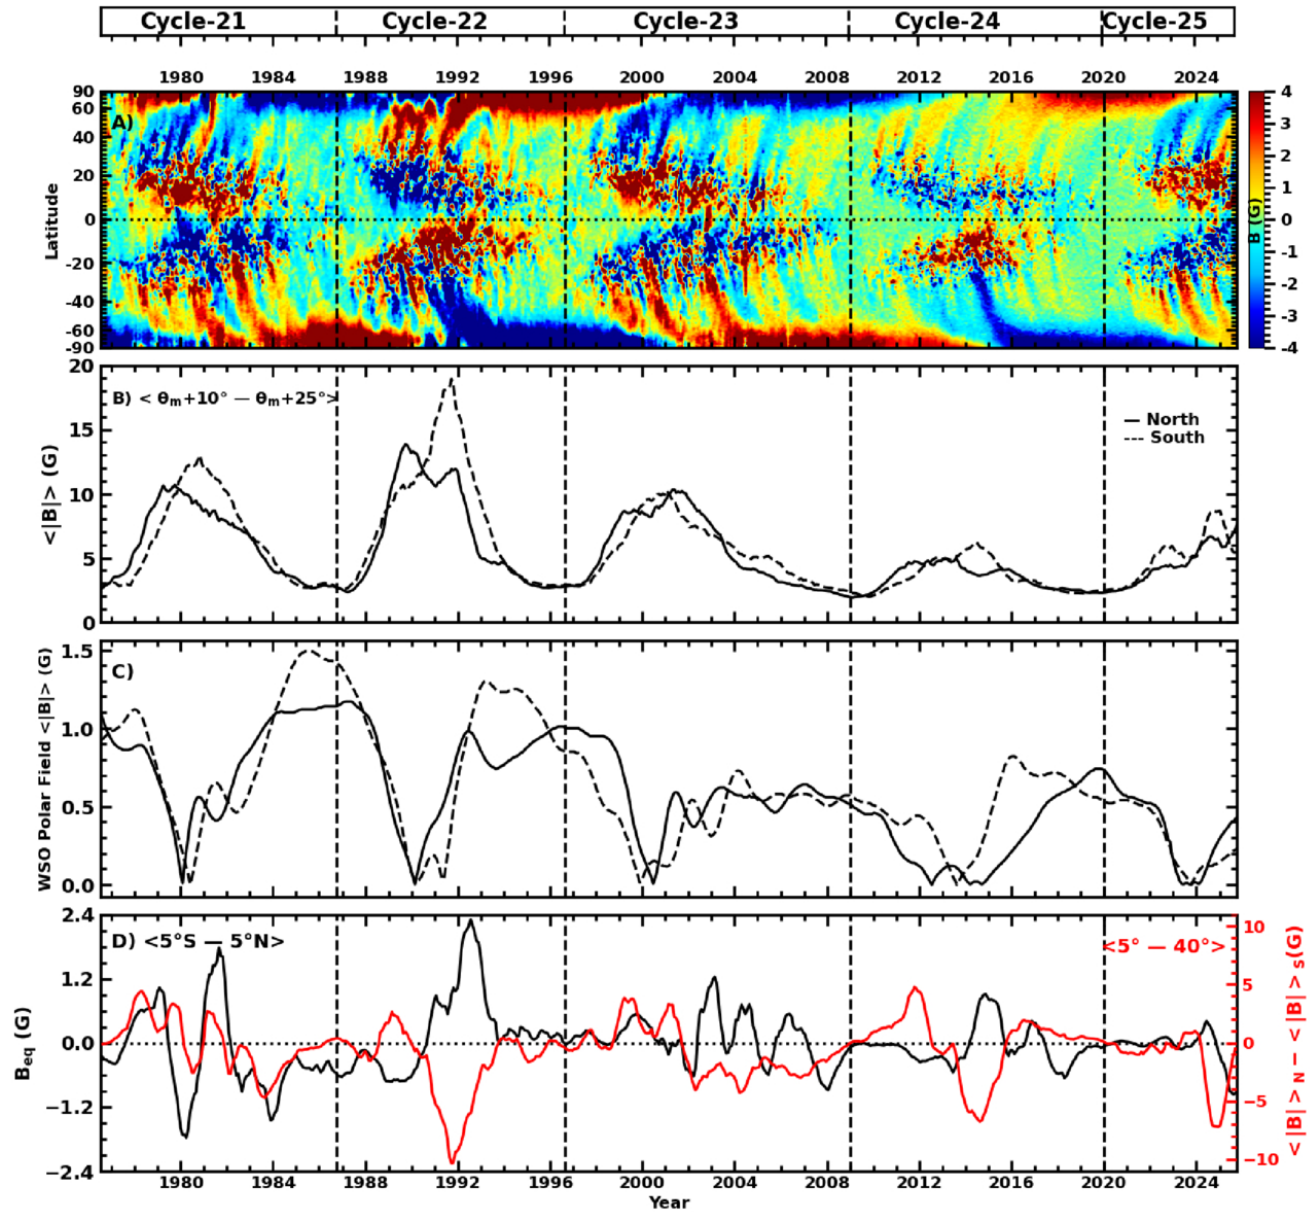 Cycle-21 Cycle-22 Cycle-23 Cycle-24 Cycle-25
1980 1984 1988 1992 1996 2000 2004 2008 2012 2016 2020 2024
A)
Latitude
90
60
40
20
0
-20
-40
-60
-90
4
3
2
1
0
-1
-2
-3
-4
B (G)
B) < θm+10° — θm+25°>
<|B|> (G)
20
15
10
5
0
North
South
C)
WSO Polar Field <|B|> (G)
1.5
1.0
0.5
0.0
D) <5°S — 5°N>
<5° — 40°>
Beq (G)
2.4
1.2
0.0
−1.2
−2.4
10
5
0
−5
−10
<|B|>N − <|B|>S(G)
1980 1984 1988 1992 1996 2000 2004 2008 2012 2016 2020 2024
Year